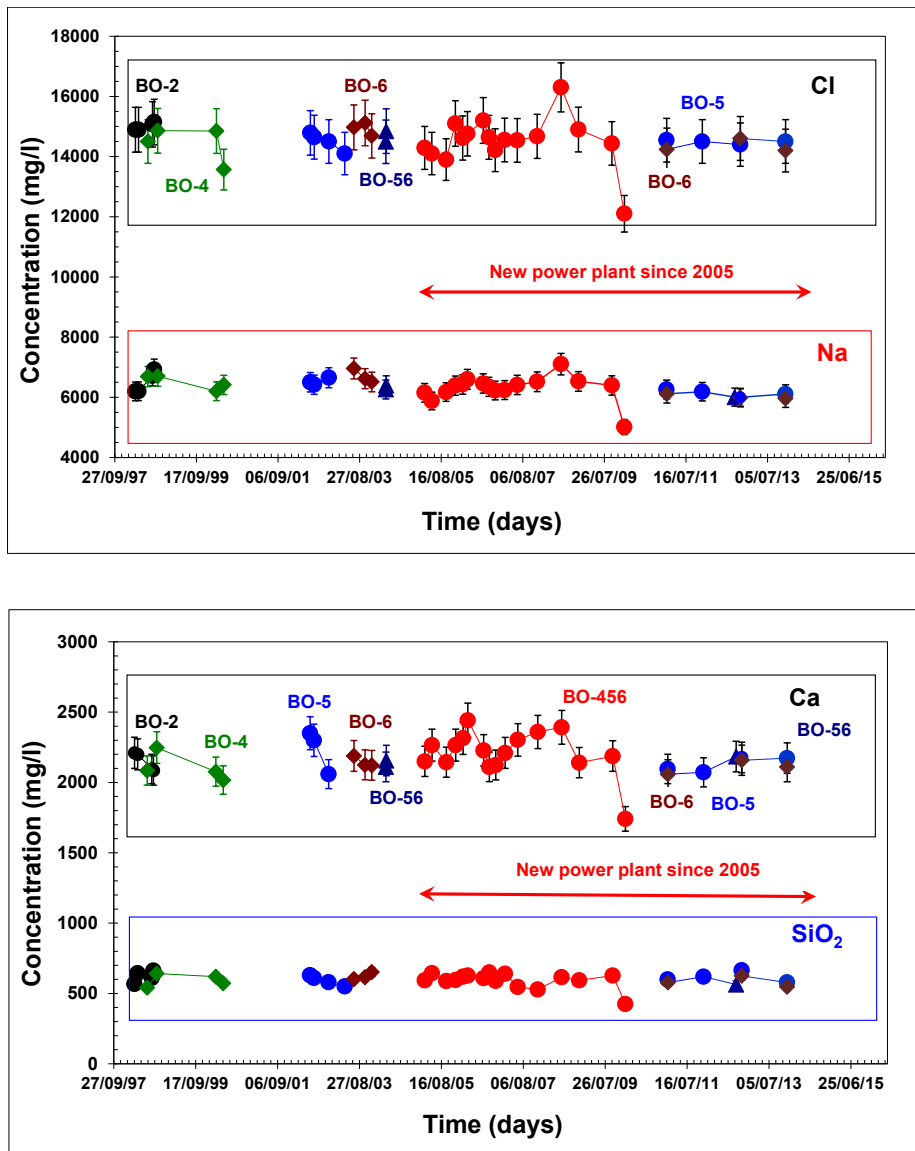 18000
16000
14000
12000
10000
8000
6000
4000
Concentration (mg/l)
BO-2
BO-4
BO-6
BO-56
BO-5
BO-6
Cl
New power plant since 2005
Na
27/09/97 17/09/99 06/09/01 27/08/03 16/08/05 06/08/07 26/07/09 16/07/11 05/07/13 25/06/15
Time (days)
3000
2500
2000
1500
1000
500
0
Concentration (mg/l)
BO-2
BO-4
BO-5
BO-6
BO-56
BO-456
Ca
BO-56
BO-6
BO-5
New power plant since 2005
SiO₂
27/09/97 17/09/99 06/09/01 27/08/03 16/08/05 06/08/07 26/07/09 16/07/11 05/07/13 25/06/15
Time (days)